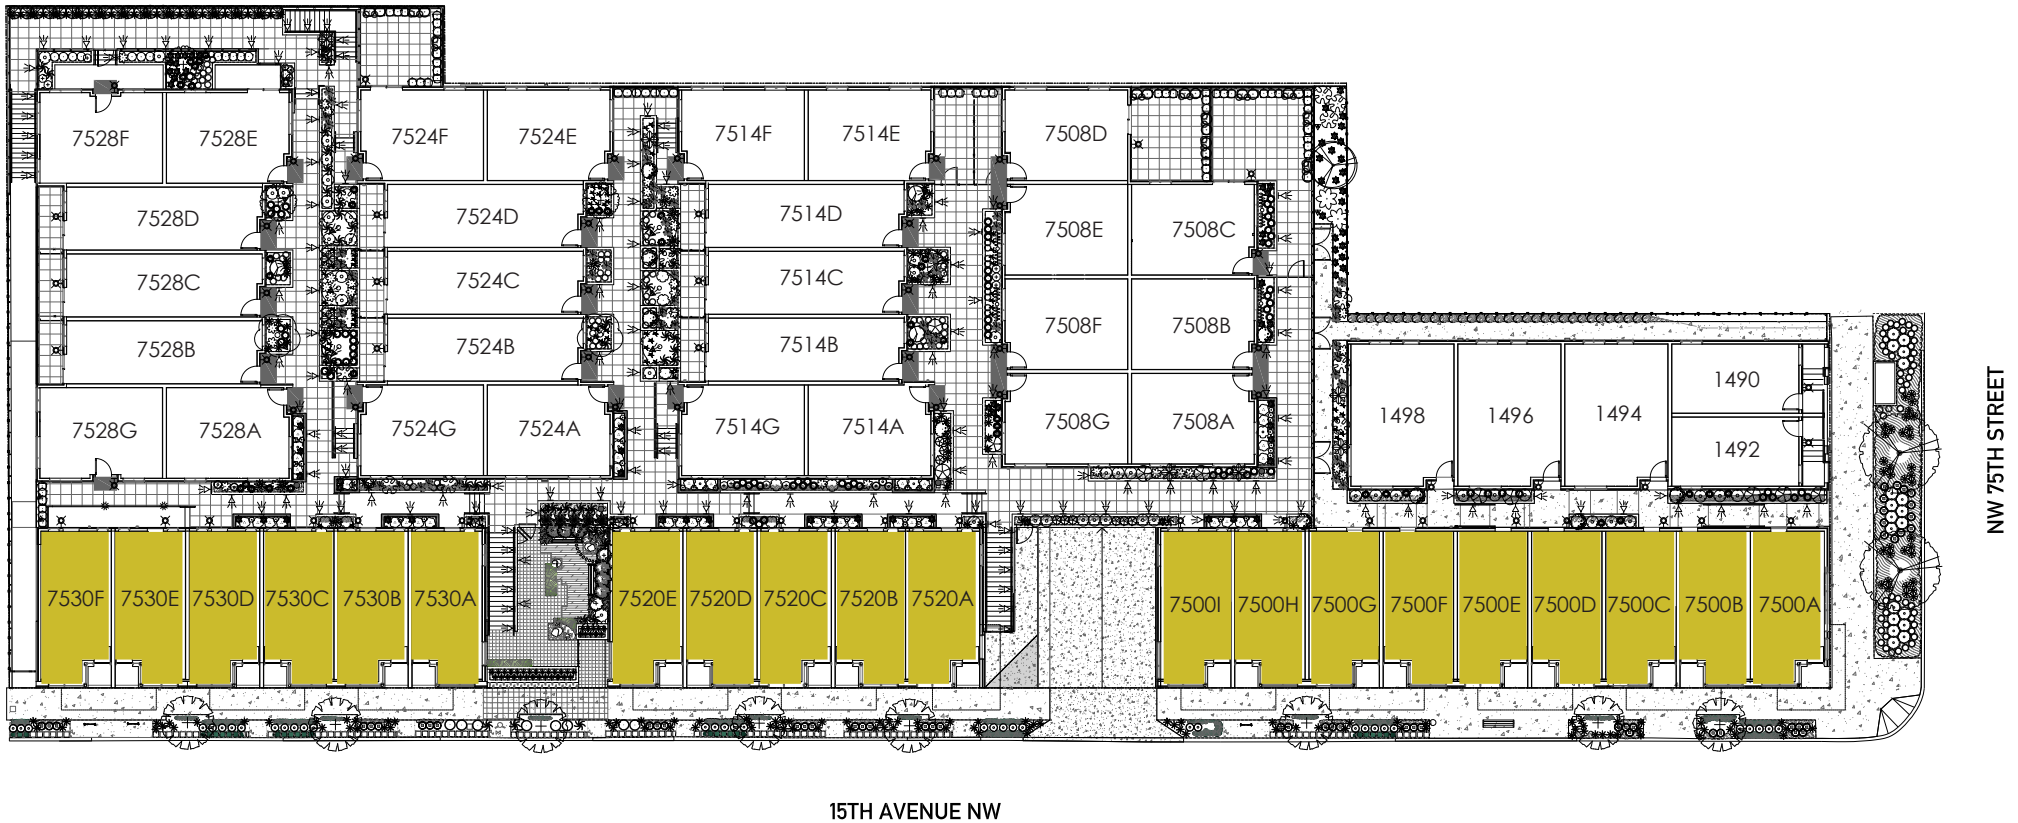 7528F 7528E 7524F 7524E 7514F 7514E 7508D
7528D 7524D 7514D 7508E 7508C
7528C 7524C 7514C
7528B 7524B 7514B 7508F 7508B
7528G 7528A 7524G 7524A 7514G 7514A 7508G 7508A
1498 1496 1494 1490
1492
NW 75TH STREET
7530F 7530E 7530D 7530C 7530B 7530A 7520E 7520D 7520C 7520B 7520A 7500I 7500H 7500G 7500F 7500E 7500D 7500C 7500B 7500A
15TH AVENUE NW